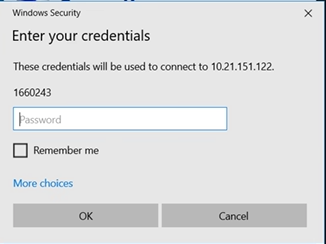 Windows Security
Enter your credentials
These credentials will be used to connect to 10.21.151.122.
1660243
Password
Remember me
More choices
OK
Cancel